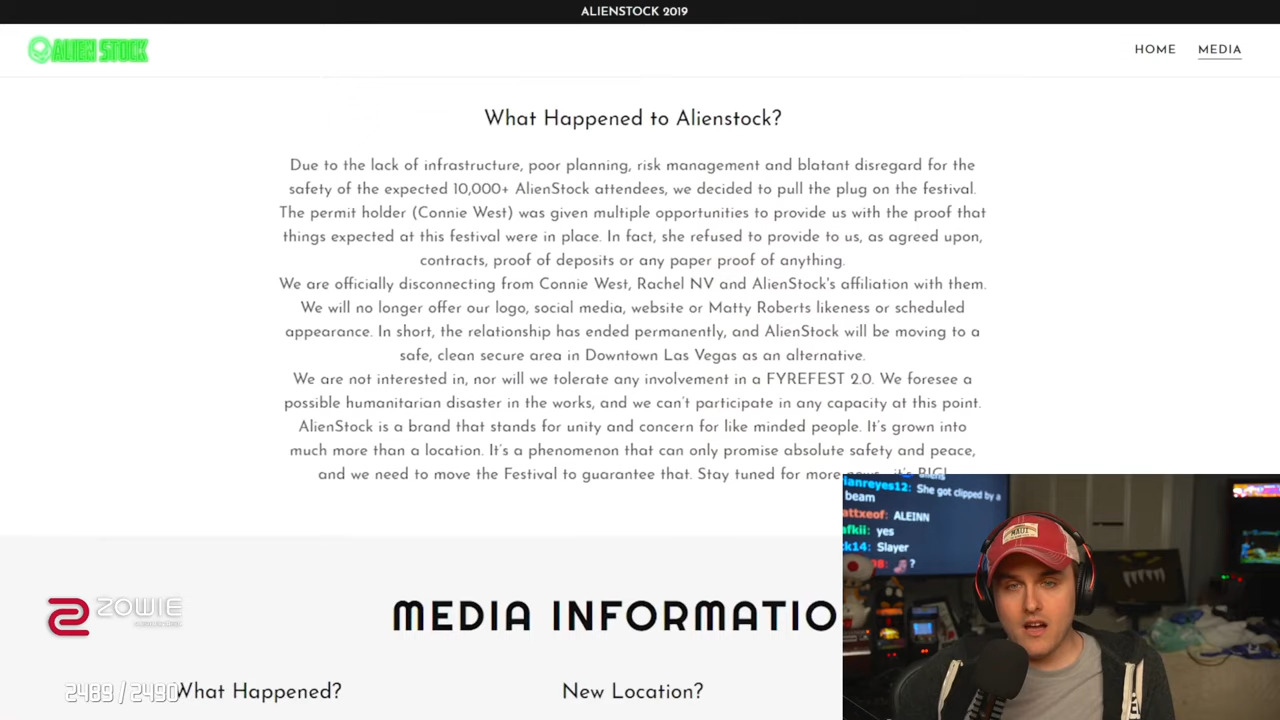 ALIENSTOCK 2019
ALIEN STOCK
HOME
MEDIA
What Happened to Alienstock?
Due to the lack of infrastructure, poor planning, risk management and blatant disregard for the
safety of the expected 10,000+ AlienStock attendees, we decided to pull the plug on the festival.
The permit holder (Connie West) was given multiple opportunities to provide us with the proof that
things expected at this festival were in place. In fact, she refused to provide to us, as agreed upon,
contracts, proof of deposits or any paper proof of anything.
We are officially disconnecting from Connie West, Rachel NV and AlienStock's affiliation with them.
We will no longer offer our logo, social media, website or Matty Roberts likeness or scheduled
appearance. In short, the relationship has ended permanently, and AlienStock will be moving to a
safe, clean secure area in Downtown Las Vegas as an alternative.
We are not interested in, nor will we tolerate any involvement in a FYREFEST 2.0. We foresee a
possible humanitarian disaster in the works, and we can't participate in any capacity at this point.
AlienStock is a brand that stands for unity and concern for like minded people. It's grown into
much more than a location. It's a phenomenon that can only promise absolute safety and peace,
and we need to move the Festival to guarantee that. Stay tuned for more news.. it's BIG!
ianreyes12: She got clipped by a
beam
attxeof: ALEINN
afkii: yes
ck14: Slayer
?
ZOWIE
MEDIA INFORMATIO
2489 / 2490
What Happened?
New Location?